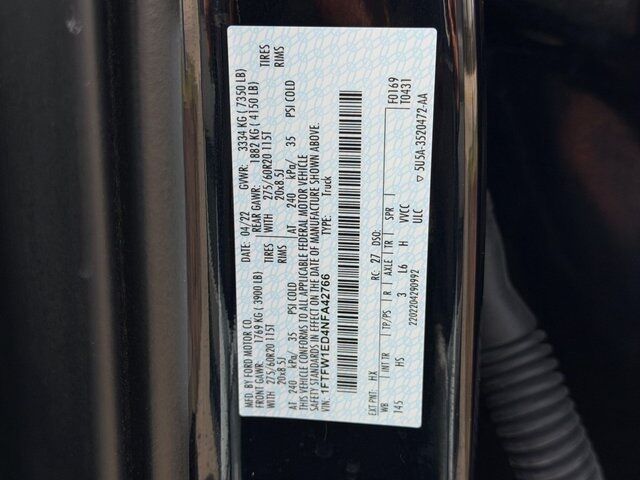 MFD. BY FORD MOTOR CO.
DATE: 04/22 GVWR: 3334 KG ( 7350 LB)
FRONT GAWR: 1769 KG ( 3900 LB) REAR GAWR: 1882 KG ( 4150 LB)
WITH 275/60R20 115T TIRES WITH 275/60R20 115T TIRES
20x8.5J RIMS 20x8.5J RIMS
AT 240 kPa/ 35 PSI COLD AT 240 kPa/ 35 PSI COLD
THIS VEHICLE CONFORMS TO ALL APPLICABLE FEDERAL MOTOR VEHICLE
SAFETY STANDARDS IN EFFECT ON THE DATE OF MANUFACTURE SHOWN ABOVE.
VIN: 1FTFW1ED4NFA42766 TYPE: Truck
EXT PNT: HX RC: 27 DSO: F0169
T0431
WB INT TR TP/PS R AXLE TR SPR
145 HS 3 L6 H VVCC
ULC
2202204290992 ▽ 5U5A-3520472-AA